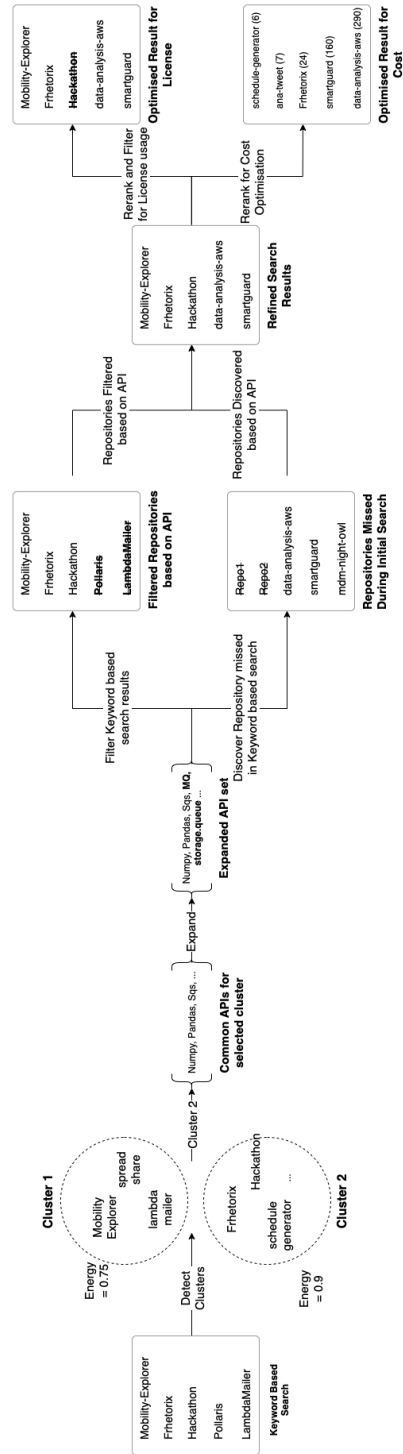 Mobility-Explorer
Frhetorix
Hackathon
Pollaris
LambdaMailer
Keyword Based
Search
Detect
Clusters
Energy
= 0.75
Cluster 1
Mobility
Explorer
spread
share
lambda
mailer
Energy
= 0.9
Frhetorix
Hackathon
schedule
generator
...
Cluster 2
Cluster 2
Numpy, Pandas, Sqs, ...
Common APIs for
selected cluster
Expand
Numpy, Pandas, Sqs, MQ,
storage.queue ...
Expanded API set
Filter Keyword based
search results
Discover Repository missed
in Keyword based search
Mobility-Explorer
Frhetorix
Hackathon
Pollaris
LambdaMailer
Filtered Repositories
based on API
Repo1
Repo2
data-analysis-aws
smartguard
mdm-night-owl
Repositories Missed
During Initial Search
Repositories Filtered
based on API
Repositories Discovered
based on API
Mobility-Explorer
Frhetorix
Hackathon
data-analysis-aws
smartguard
Refined Search
Results
Rerank and Filter
for License usage
Rerank for Cost
Optimisation
Mobility-Explorer
Frhetorix
Hackathon
data-analysis-aws
smartguard
Optimised Result for
License
schedule-generator (6)
ana-tweet (7)
Frhetorix (24)
smartguard (160)
data-analysis-aws (290)
Optimised Result for
Cost